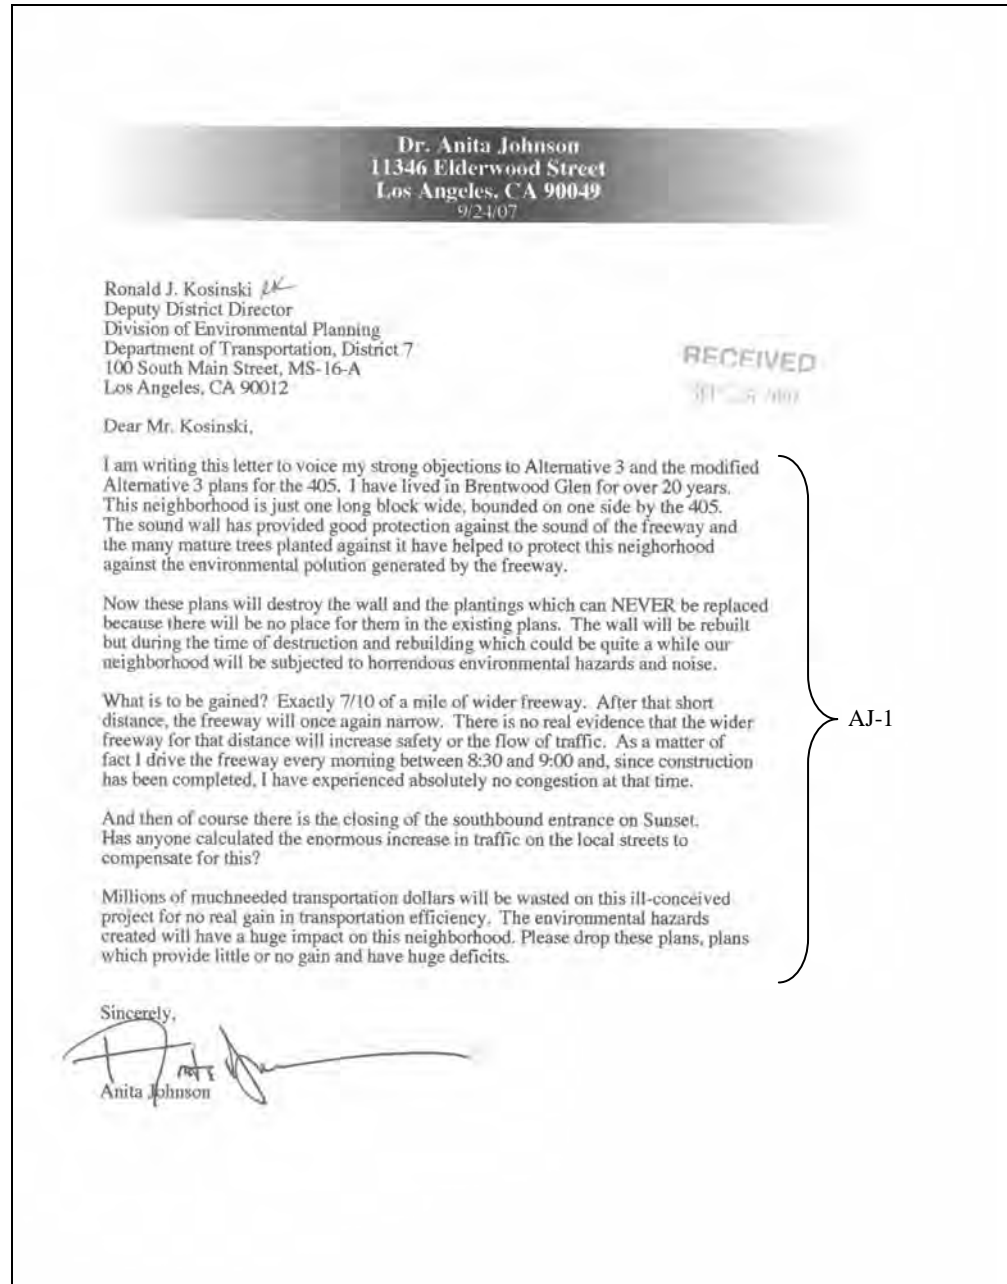 Dr. Anita Johnson
11346 Elderwood Street
Los Angeles, CA 90049
9/24/07
Ronald J. Kosinski
Deputy District Director
Division of Environmental Planning
Department of Transportation, District 7
100 South Main Street, MS-16-A
Los Angeles, CA 90012
RECEIVED
Dear Mr. Kosinski,
I am writing this letter to voice my strong objections to Alternative 3 and the modified
Alternative 3 plans for the 405. I have lived in Brentwood Glen for over 20 years.
This neighborhood is just one long block wide, bounded on one side by the 405.
The sound wall has provided good protection against the sound of the freeway and
the many mature trees planted against it have helped to protect this neighorhood
against the environmental polution generated by the freeway.
Now these plans will destroy the wall and the plantings which can NEVER be replaced
because there will be no place for them in the existing plans. The wall will be rebuilt
but during the time of destruction and rebuilding which could be quite a while our
neighborhood will be subjected to horrendous environmental hazards and noise.
What is to be gained? Exactly 7/10 of a mile of wider freeway. After that short
distance, the freeway will once again narrow. There is no real evidence that the wider
freeway for that distance will increase safety or the flow of traffic. As a matter of
fact I drive the freeway every morning between 8:30 and 9:00 and, since construction
has been completed, I have experienced absolutely no congestion at that time.
AJ-1
And then of course there is the closing of the southbound entrance on Sunset.
Has anyone calculated the enormous increase in traffic on the local streets to
compensate for this?
Millions of muchneeded transportation dollars will be wasted on this ill-conceived
project for no real gain in transportation efficiency. The environmental hazards
created will have a huge impact on this neighborhood. Please drop these plans, plans
which provide little or no gain and have huge deficits.
Sincerely,
Anita Johnson